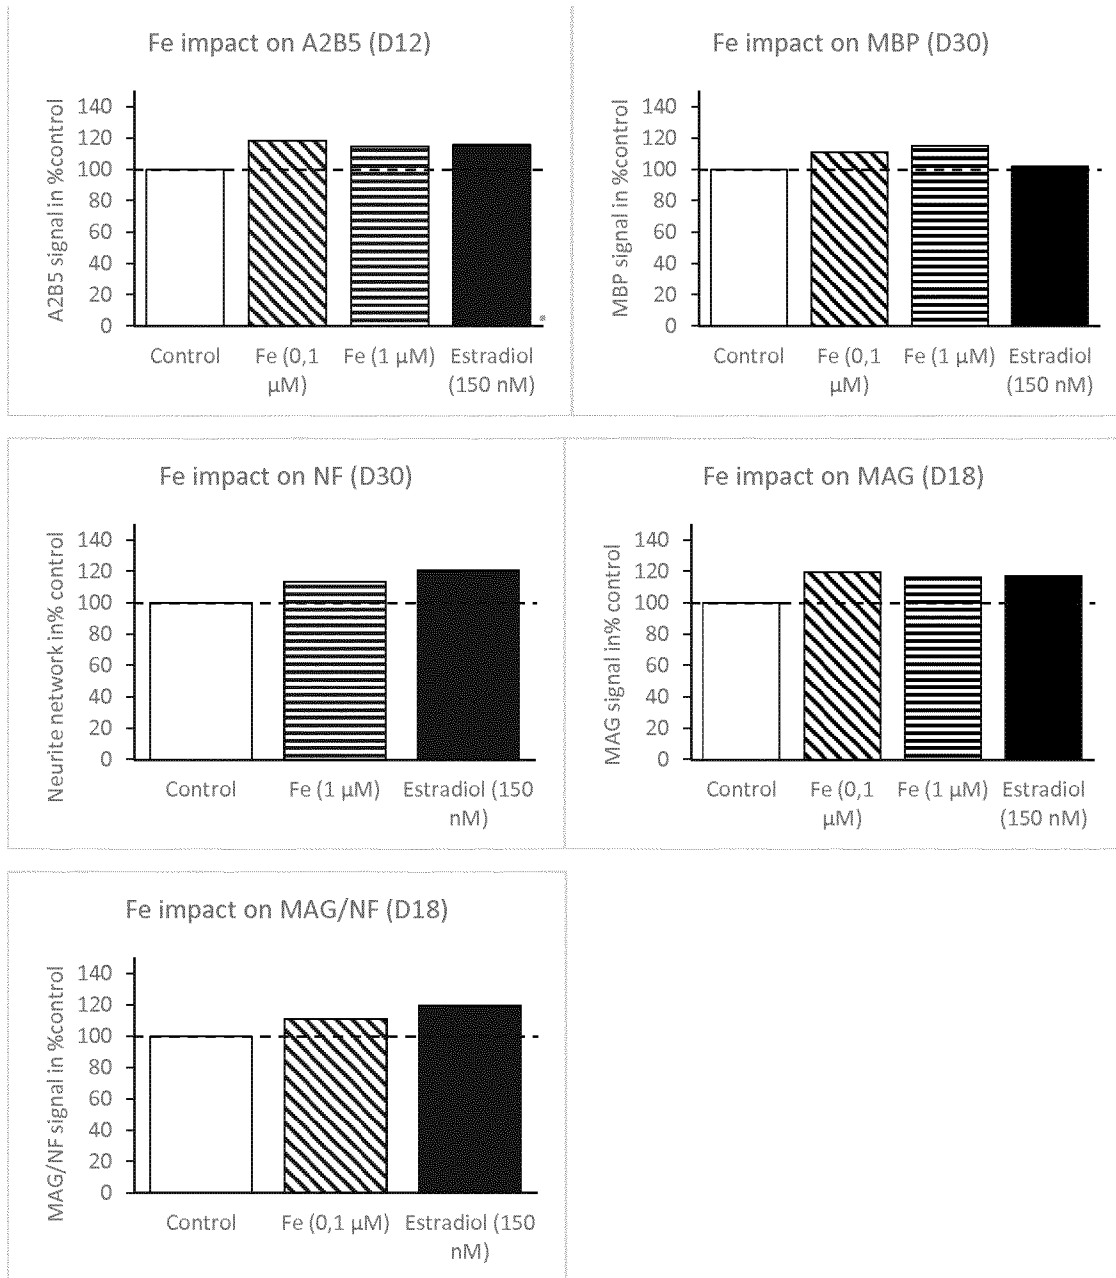 Fe impact on A2B5 (D12)
A2B5 signal in %control
140
120
100
80
60
40
20
0
Control
Fe (0,1
µM)
Fe (1 µM)
Estradiol
(150 nM)
Fe impact on MBP (D30)
MBP signal in %control
140
120
100
80
60
40
20
0
Control
Fe (0,1
µM)
Fe (1 µM)
Estradiol
(150 nM)
Fe impact on NF (D30)
Neurite network in% control
140
120
100
80
60
40
20
0
Control
Fe (1 µM)
Estradiol (150
nM)
Fe impact on MAG (D18)
MAG signal in% control
140
120
100
80
60
40
20
0
Control
Fe (0,1
µM)
Fe (1 µM)
Estradiol
(150 nM)
Fe impact on MAG/NF (D18)
MAG/NF signal in %control
140
120
100
80
60
40
20
0
Control
Fe (0,1 µM)
Estradiol (150
nM)